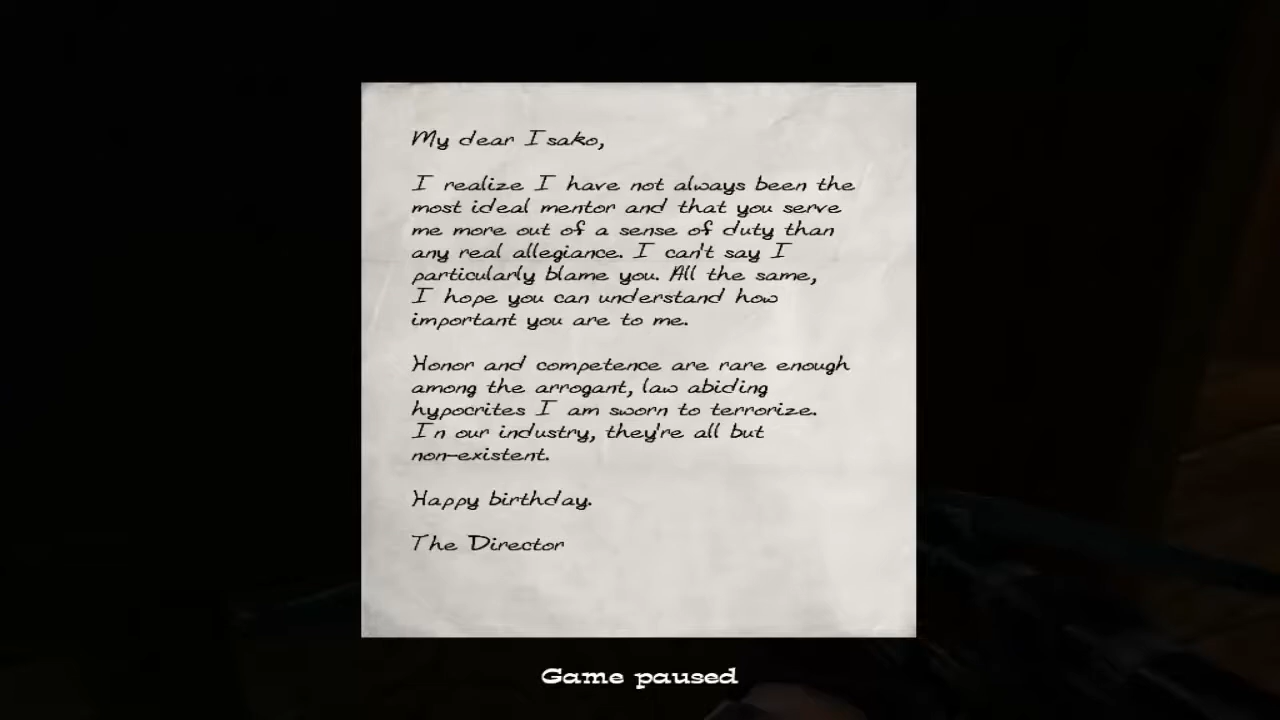 My dear Isako,
I realize I have not always been the
most ideal mentor and that you serve
me more out of a sense of duty than
any real allegiance. I can't say I
particularly blame you. All the same,
I hope you can understand how
important you are to me.
Honor and competence are rare enough
among the arrogant, law abiding
hypocrites I am sworn to terrorize.
In our industry, they're all but
non-existent.
Happy birthday.
The Director
Game paused